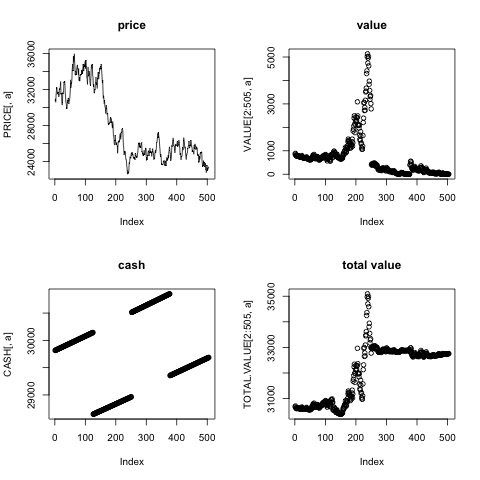 price
value
PRICE[, a]
24000 28000 32000 36000
0 100 200 300 400 500
Index
VALUE[2:505, a]
0 1000 3000 5000
0 100 200 300 400 500
Index
cash
total value
CASH[, a]
29000 30000
0 100 200 300 400 500
Index
TOTAL.VALUE[2:505, a]
31000 33000 35000
0 100 200 300 400 500
Index